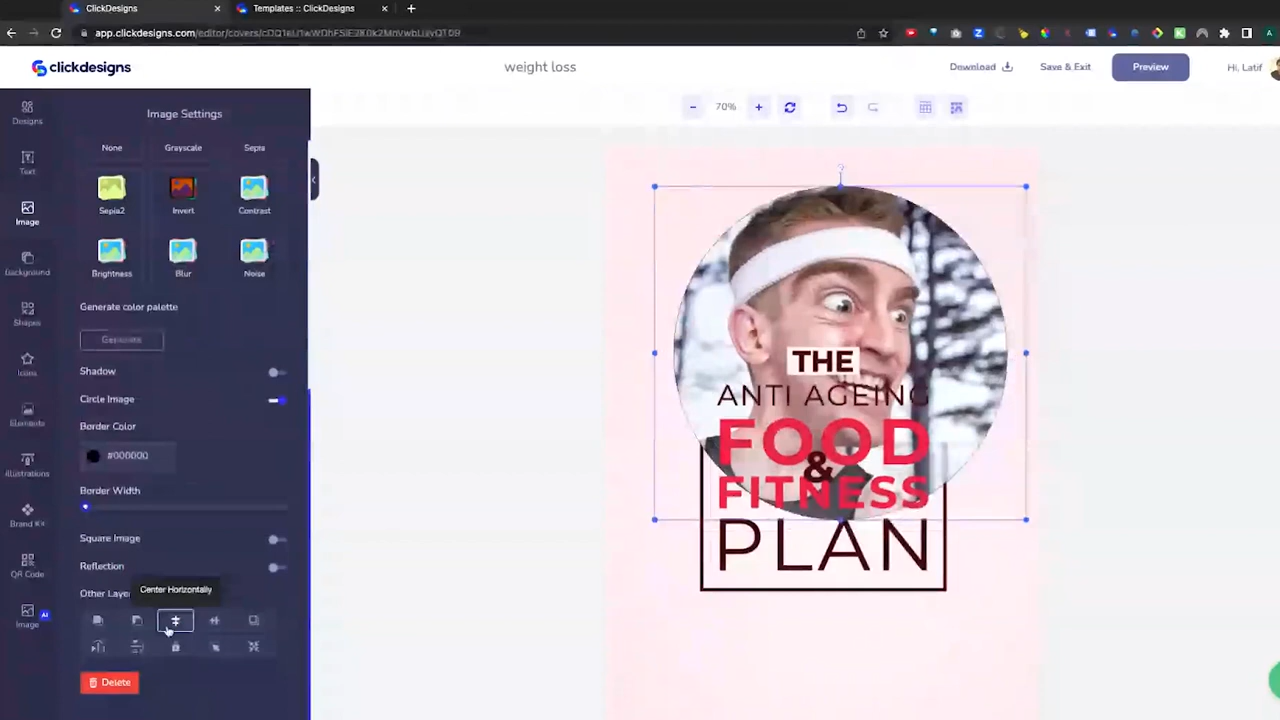 ClickDesigns
Templates :: ClickDesigns
clickdesigns
weight loss
Download
Save & Exit
Preview
Hi, Latif
Designs
Text
Image
Background
Shapes
Icons
Elements
Illustrations
Brand Kit
QR Code
Image
AI
Image Settings
70%
None
Grayscale
Sepia
Sepia2
Invert
Contrast
Brightness
Blur
Noise
Generate color palette
Generate
Shadow
Circle Image
Border Color
#000000
Border Width
Square Image
Reflection
Other Laye
Center Horizontally
Delete
THE
ANTI AGEING
FOOD
&
FITNESS
PLAN